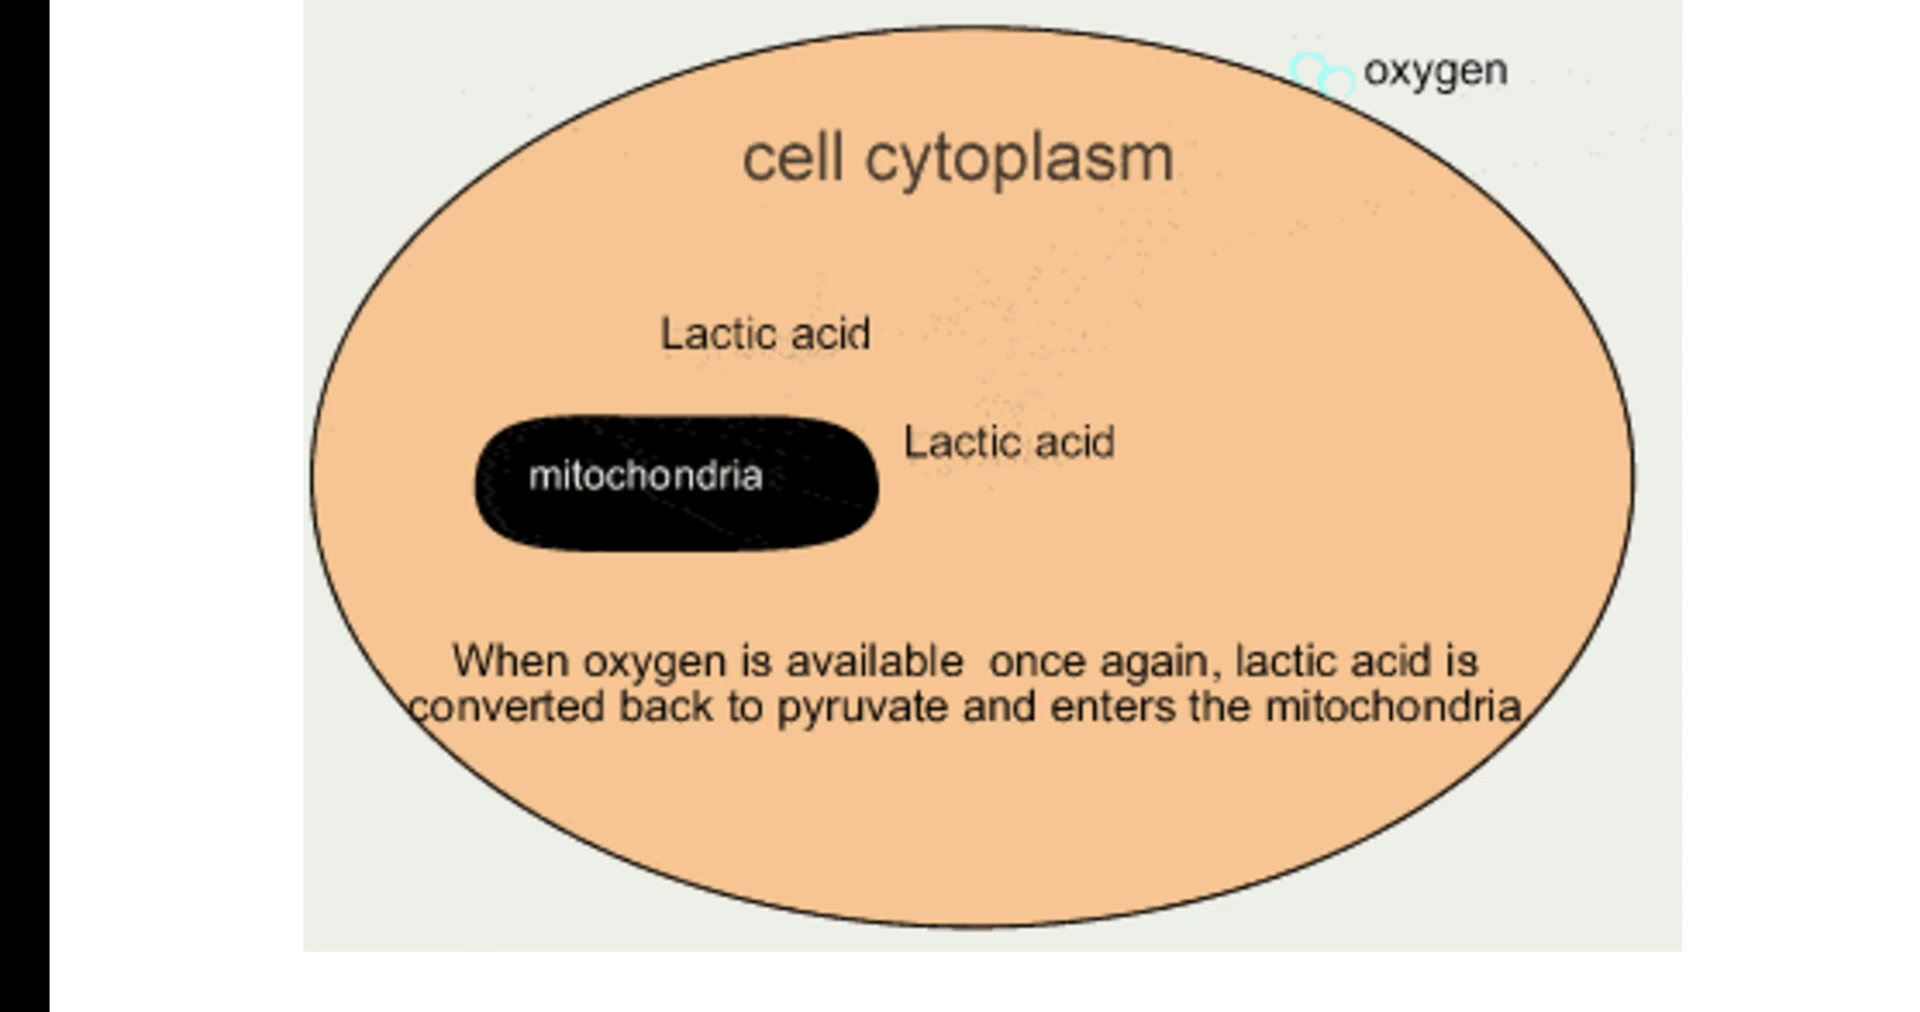 oxygen
cell cytoplasm
Lactic acid
Lactic acid
mitochondria
When oxygen is available once again, lactic acid is
converted back to pyruvate and enters the mitochondria